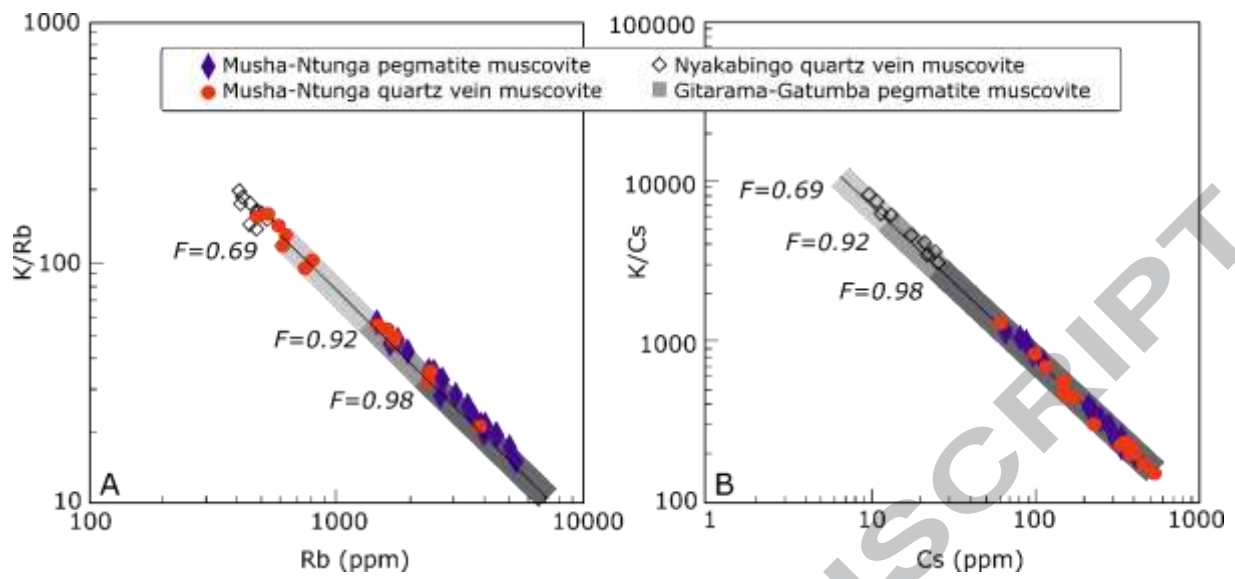 Musha-Ntunga pegmatite muscovite
Nyakabingo quartz vein muscovite
Musha-Ntunga quartz vein muscovite
Gitarama-Gatumba pegmatite muscovite
1000
100
10
K/Rb
F=0.69
F=0.92
F=0.98
A
100
1000
10000
Rb (ppm)
100000
10000
1000
100
K/Cs
F=0.69
F=0.92
F=0.98
B
1
10
100
1000
Cs (ppm)